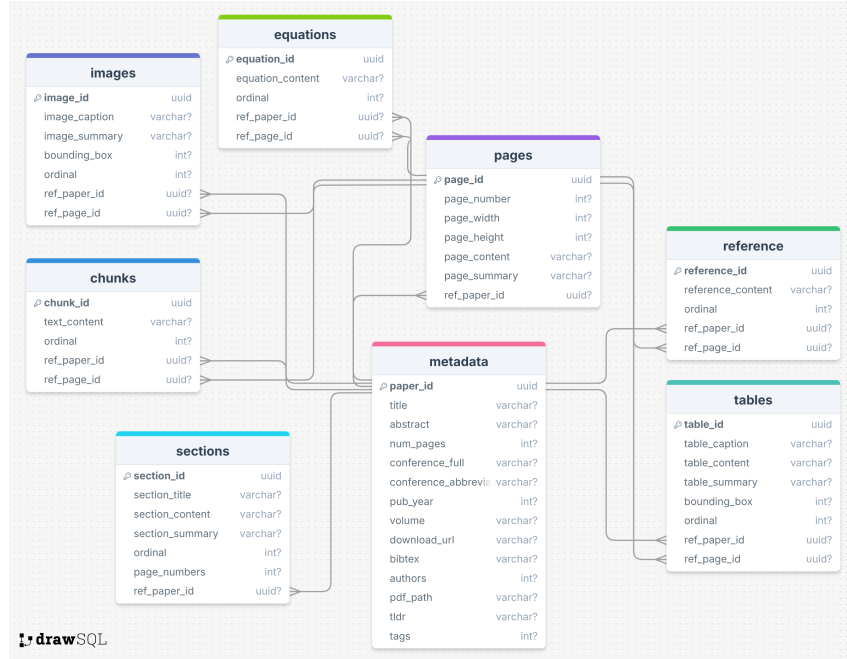 equations
equation_id uuid
equation_content varchar?
ordinal int?
ref_paper_id uuid?
ref_page_id uuid?
images
image_id uuid
image_caption varchar?
image_summary varchar?
bounding_box int?
ordinal int?
ref_paper_id uuid?
ref_page_id uuid?
pages
page_id uuid
page_number int?
page_width int?
page_height int?
page_content varchar?
page_summary varchar?
ref_paper_id uuid?
reference
reference_id uuid
reference_content varchar?
ordinal int?
ref_paper_id uuid?
ref_page_id uuid?
chunks
chunk_id uuid
text_content varchar?
ordinal int?
ref_paper_id uuid?
ref_page_id uuid?
metadata
paper_id uuid
title varchar?
abstract varchar?
num_pages int?
conference_full varchar?
conference_abbrevia varchar?
pub_year int?
volume varchar?
download_url varchar?
bibtex varchar?
authors int?
pdf_path varchar?
tldr varchar?
tags int?
tables
table_id uuid
table_caption varchar?
table_content varchar?
table_summary varchar?
bounding_box int?
ordinal int?
ref_paper_id uuid?
ref_page_id uuid?
sections
section_id uuid
section_title varchar?
section_content varchar?
section_summary varchar?
ordinal int?
page_numbers int?
ref_paper_id uuid?
drawSQL